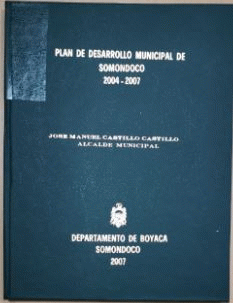 PLAN DE DESARROLLO MUNICIPAL DE
SOMONDOCO
2004 - 2007
JOSE MANUEL CASTILLO CASTILLO
ALCALDE MUNICIPAL
DEPARTAMENTO DE BOYACA
SOMONDOCO
2007